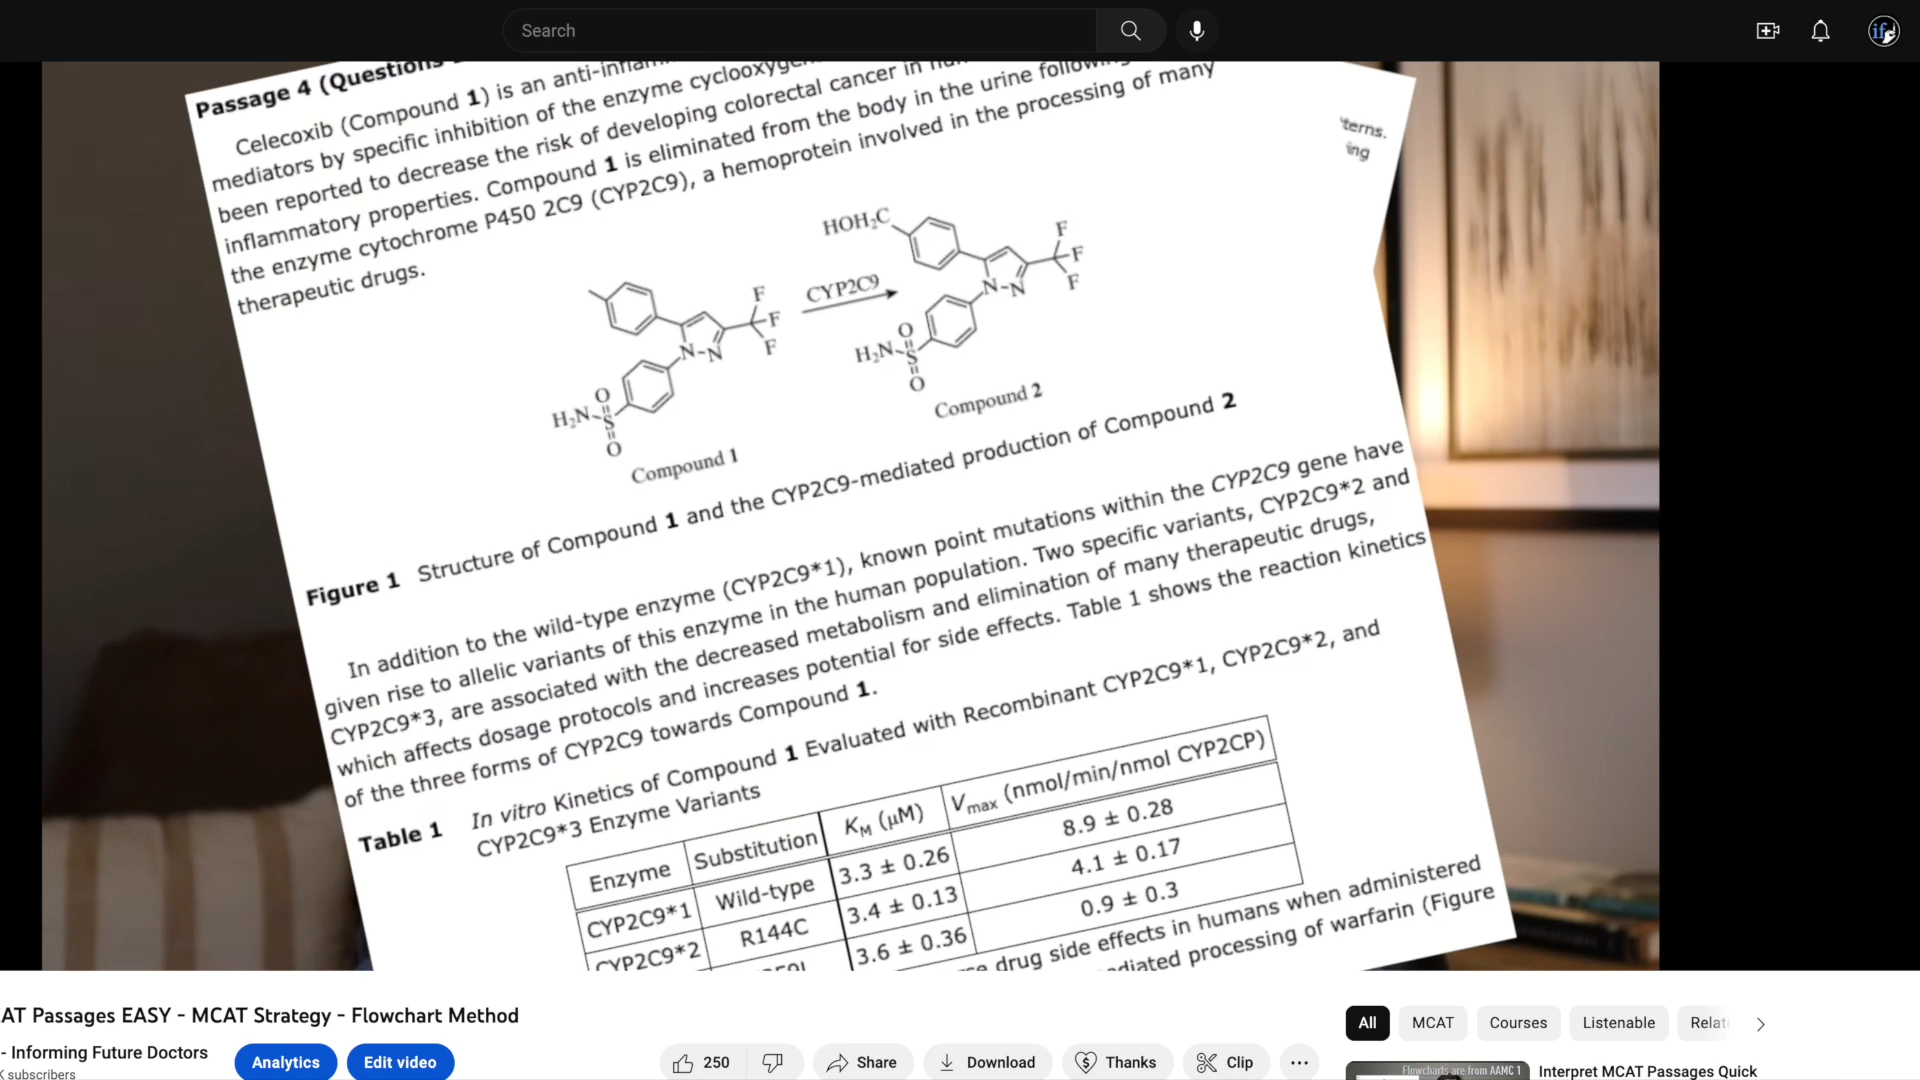 Search
Passage 4 (Questions
Celecoxib (Compound 1) is an anti-inflam
mediators by specific inhibition of the enzyme cyclooxyge
been reported to decrease the risk of developing colorectal cancer in
inflammatory properties. Compound 1 is eliminated from the body in the urine following
the enzyme cytochrome P450 2C9 (CYP2C9), a hemoprotein involved in the processing of many
therapeutic drugs.
terns.
ing
HOH₂C
F
F
F
N-N
CYP2C9
F
F
F
N-N
H₂N-S
O
O
H₂N-S
O
O
Compound 1
Compound 2
Figure 1 Structure of Compound 1 and the CYP2C9-mediated production of Compound 2
In addition to the wild-type enzyme (CYP2C9*1), known point mutations within the CYP2C9 gene have
given rise to allelic variants of this enzyme in the human population. Two specific variants, CYP2C9*2 and
CYP2C9*3, are associated with the decreased metabolism and elimination of many therapeutic drugs,
which affects dosage protocols and increases potential for side effects. Table 1 shows the reaction kinetics
of the three forms of CYP2C9 towards Compound 1.
Table 1 In vitro Kinetics of Compound 1 Evaluated with Recombinant CYP2C9*1, CYP2C9*2, and
CYP2C9*3 Enzyme Variants
Enzyme Substitution KM (µM) Vmax (nmol/min/nmol CYP2CP)
CYP2C9*1 Wild-type 3.3 ± 0.26 8.9 ± 0.28
CYP2C9*2 R144C 3.4 ± 0.13 4.1 ± 0.17
3.6 ± 0.36 0.9 ± 0.3
drug side effects in humans when administered
diated processing of warfarin (Figure
AT Passages EASY - MCAT Strategy - Flowchart Method
- Informing Future Doctors
K subscribers
Analytics
Edit video
250
Share
Download
Thanks
Clip
All
MCAT
Courses
Listenable
Relat
Flowcharts are from AAMC 1
Interpret MCAT Passages Quick